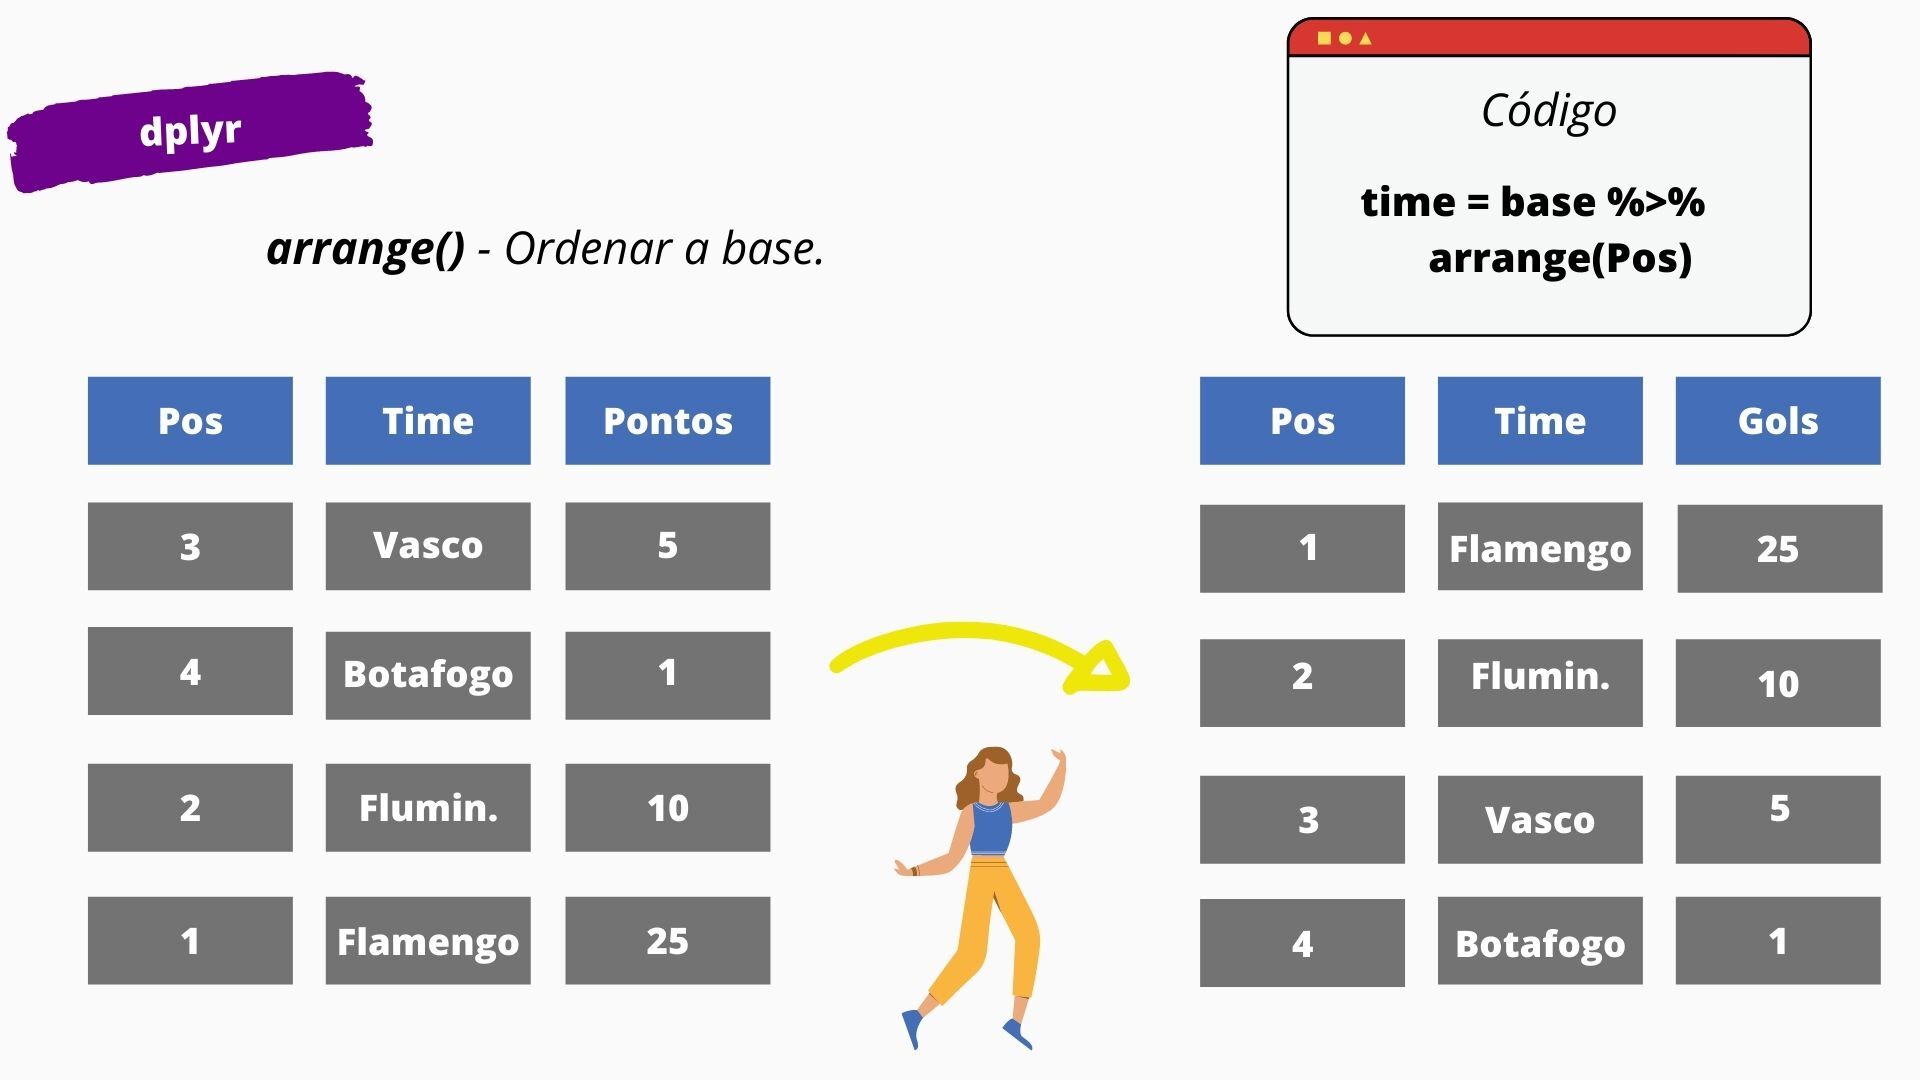 dplyr
arrange() - Ordenar a base.
Código
time = base %>%
arrange(Pos)
Pos Time Pontos
3 Vasco 5
4 Botafogo 1
2 Flumin. 10
1 Flamengo 25
Pos Time Gols
1 Flamengo 25
2 Flumin. 10
3 Vasco 5
4 Botafogo 1